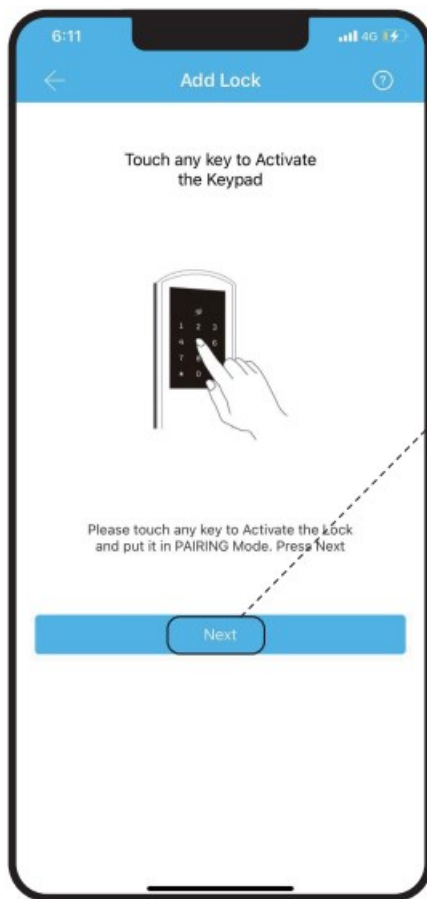 6:11
4G
Add Lock
?
Touch any key to Activate
the Keypad
1 2 3
4 6
7 8
* 0
Please touch any key to Activate the Lock
and put it in PAIRING Mode. Press Next
Next